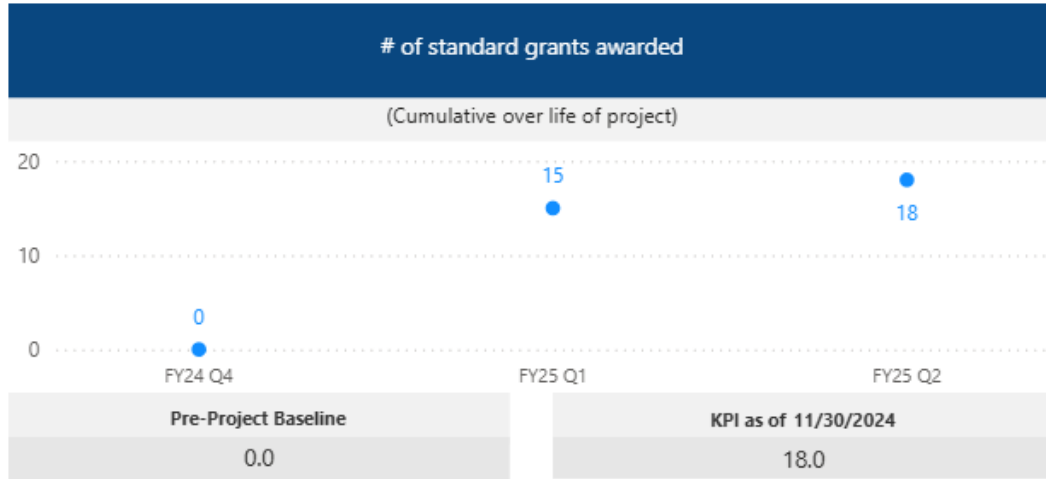 # of standard grants awarded
(Cumulative over life of project)
20
15
18
10
0
0
FY24 Q4 FY25 Q1 FY25 Q2
Pre-Project Baseline KPI as of 11/30/2024
0.0 18.0